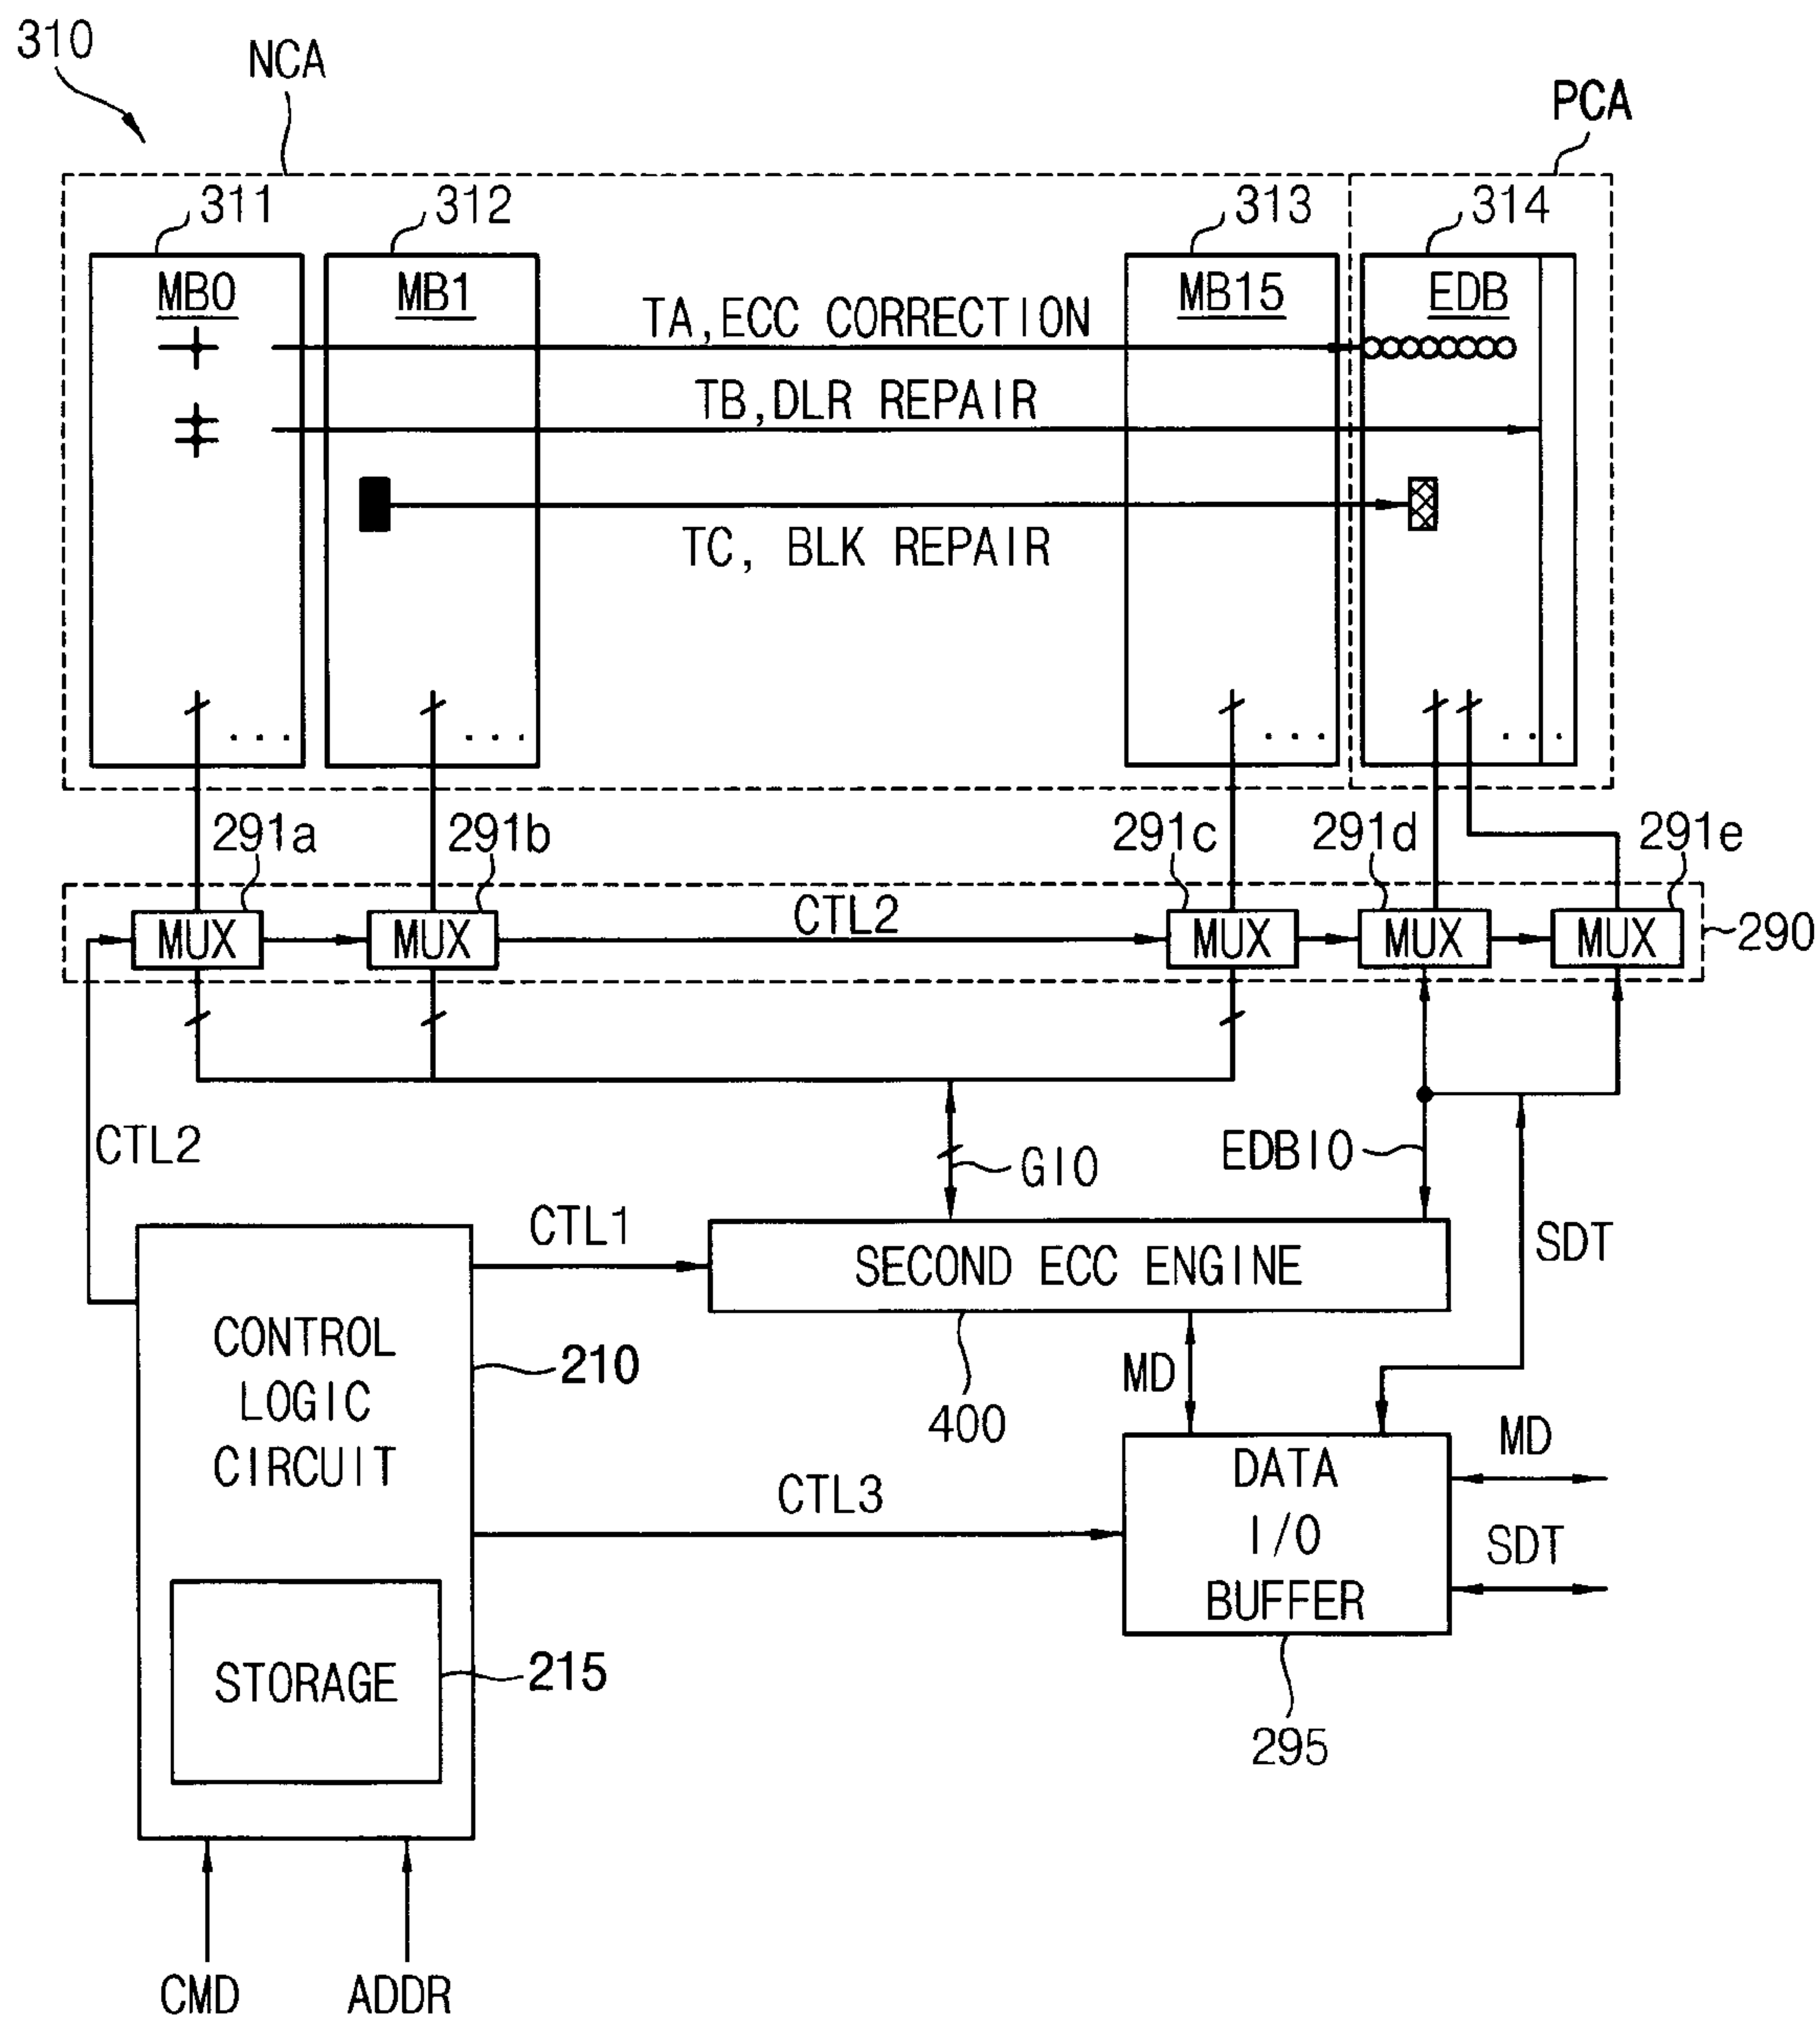 310
NCA
PCA
311
312
313
314
MB0
MB1
MB15
EDB
TA,ECC CORRECTION
TB,DLR REPAIR
TC, BLK REPAIR
. . .
. . .
. . .
. . .
291a
291b
291c
291d
291e
MUX
MUX
CTL2
MUX
MUX
MUX
290
CTL2
GIO
EDBIO
SDT
CTL1
SECOND ECC ENGINE
400
MD
CONTROL
LOGIC
CIRCUIT
210
CTL3
DATA
I/O
BUFFER
MD
SDT
295
STORAGE
215
CMD
ADDR